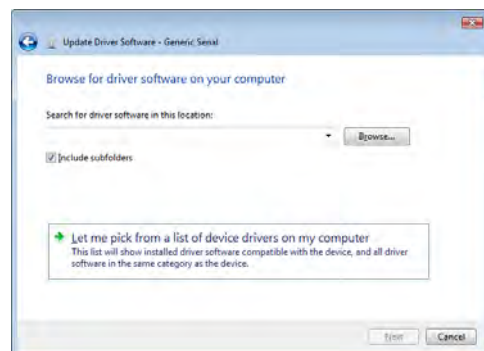 Update Driver Software - Generic Serial
Browse for driver software on your computer
Search for driver software in this location:
Browse...
Include subfolders
Let me pick from a list of device drivers on my computer
This list will show installed driver software compatible with the device, and all driver
software in the same category as the device.
Next
Cancel